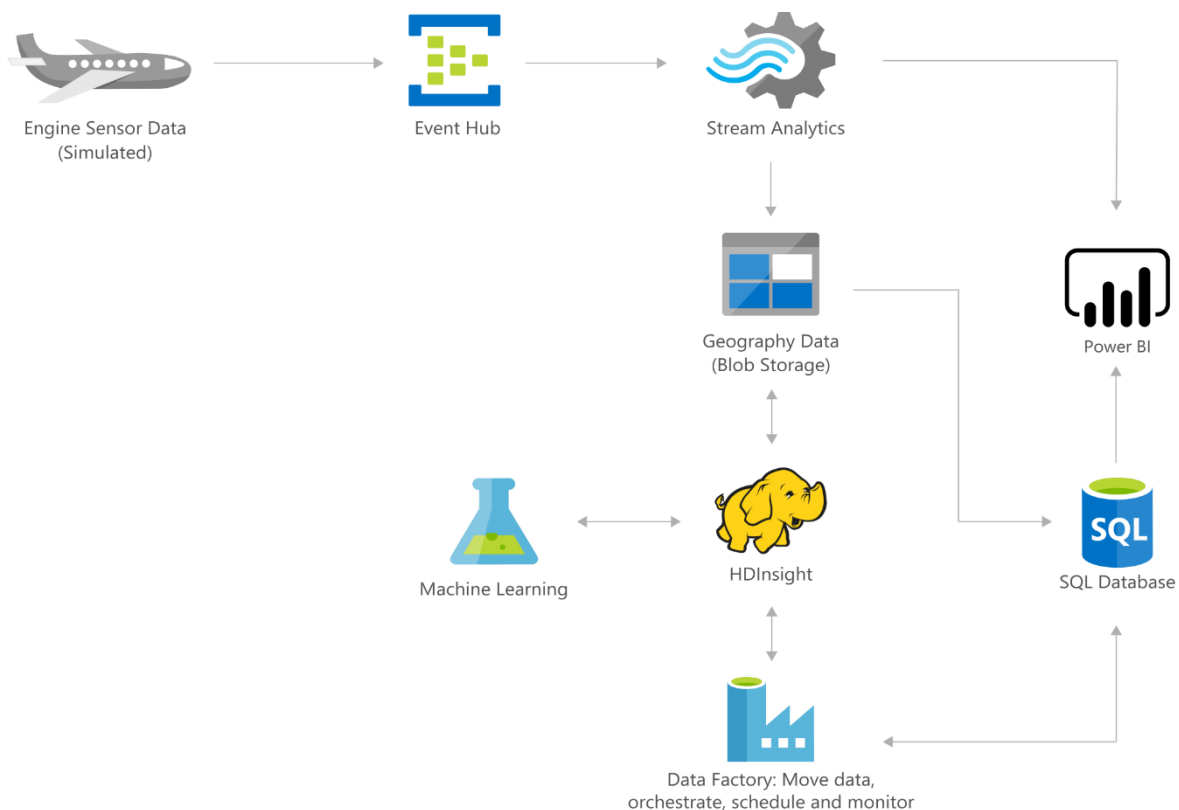 Engine Sensor Data
(Simulated)
Event Hub
Stream Analytics
Geography Data
(Blob Storage)
Power BI
Machine Learning
HDInsight
SQL
SQL Database
Data Factory: Move data,
orchestrate, schedule and monitor